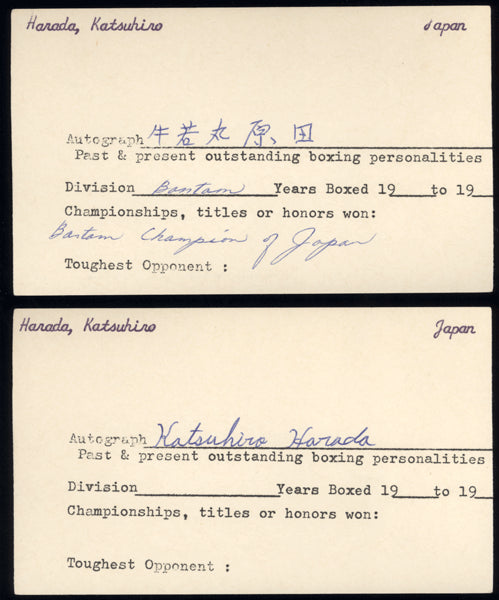 Harada, Katsuhiro Japan
Autograph 牛若丸 原田
Past & present outstanding boxing personalities
Division Bantam Years Boxed 19 to 19
Championships, titles or honors won:
Bantam Champion of Japan
Toughest Opponent :
Harada, Katsuhiro Japan
Autograph Katsuhiro Harada
Past & present outstanding boxing personalities
Division Years Boxed 19 to 19
Championships, titles or honors won:
Toughest Opponent :